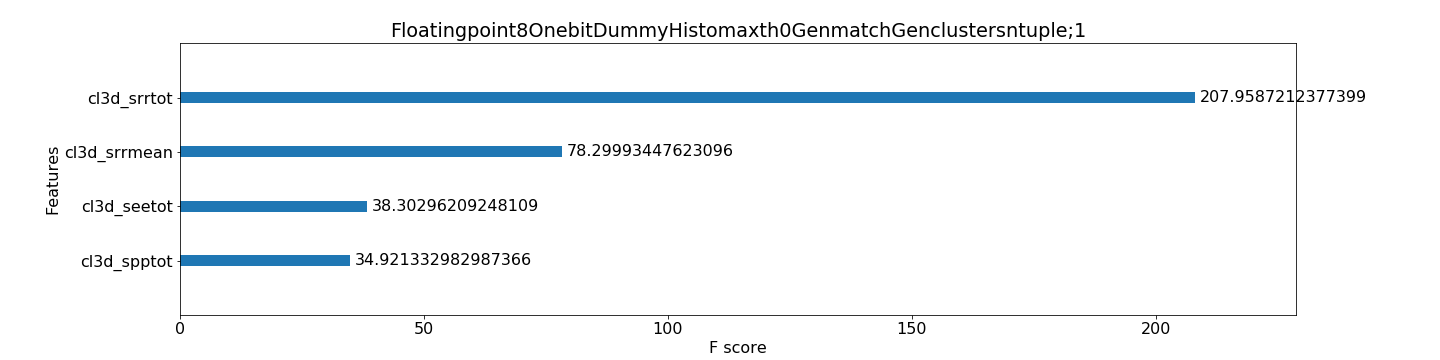 Floatingpoint8OnebitDummyHistomaxth0GenmatchGenclustersntuple;1
Features
cl3d_srrtot
207.9587212377399
cl3d_srrmean
78.29993447623096
cl3d_seetot
38.30296209248109
cl3d_spptot
34.921332982987366
0 50 100 150 200
F score